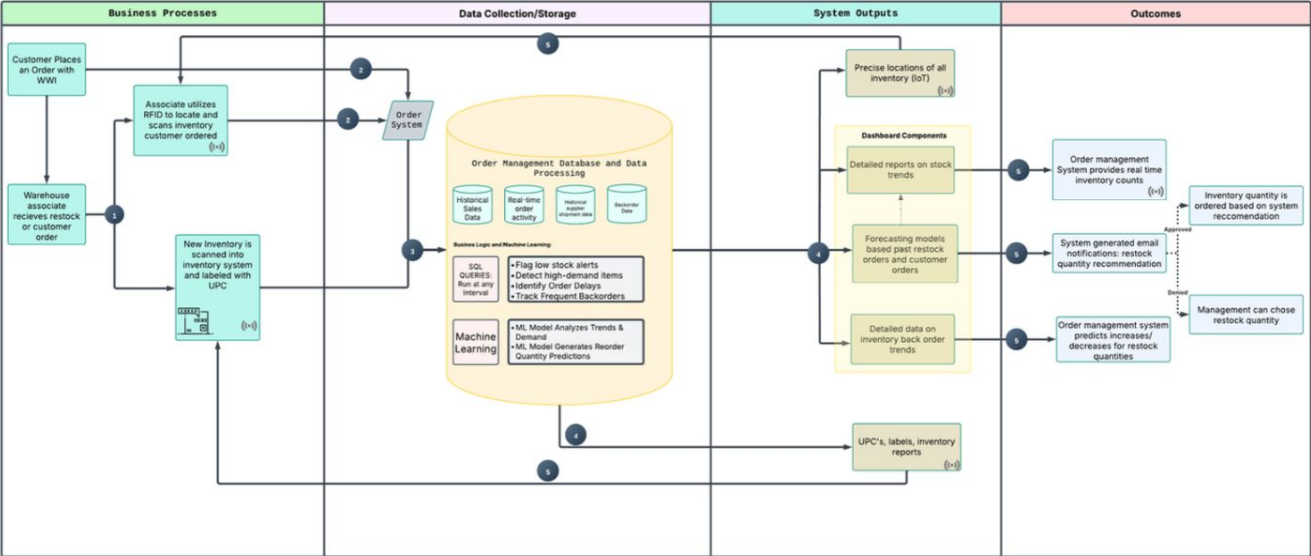 Business Processes
Data Collection/Storage
System Outputs
Outcomes
Customer Places
an Order with
WWI
Associate utilizes
RFID to locate and
scans inventory
customer ordered
Warehouse
associate
recieves restock
or customer
order
New Inventory is
scanned into
inventory system
and labeled with
UPC
1
2
2
5
Order
System
3
Order Management Database and Data
Processing
Historical
Sales
Data
Real-time
order
activity
Historical
supplier
shipment data
Backorder
Data
Busines Logic and Machine Learning:
SQL
QUERIES:
Run at any
Interval
•Flag low stock alerts
•Detect high-demand items
•Identify Order Delays
•Track Frequent Backorders
Machine
Learning
•ML Model Analyzes Trends &
Demand
•ML Model Generates Reorder
Quantity Predictions
4
5
4
Precise locations of all
inventory (IoT)
Dashboard Components
Detailed reports on stock
trends
Forecasting models
based past restock
orders and customer
orders
Detailed data on
inventory back order
trends
UPC's, labels, inventory
reports
5
5
5
Order management
System provides real time
inventory counts
System generated email
notifications: restock
quantity recommendation
Order management system
predicts increases/
decreases for restock
quantities
Approved
Denied
Inventory quantity is
ordered based on system
reccomendation
Management can chose
restock quantity